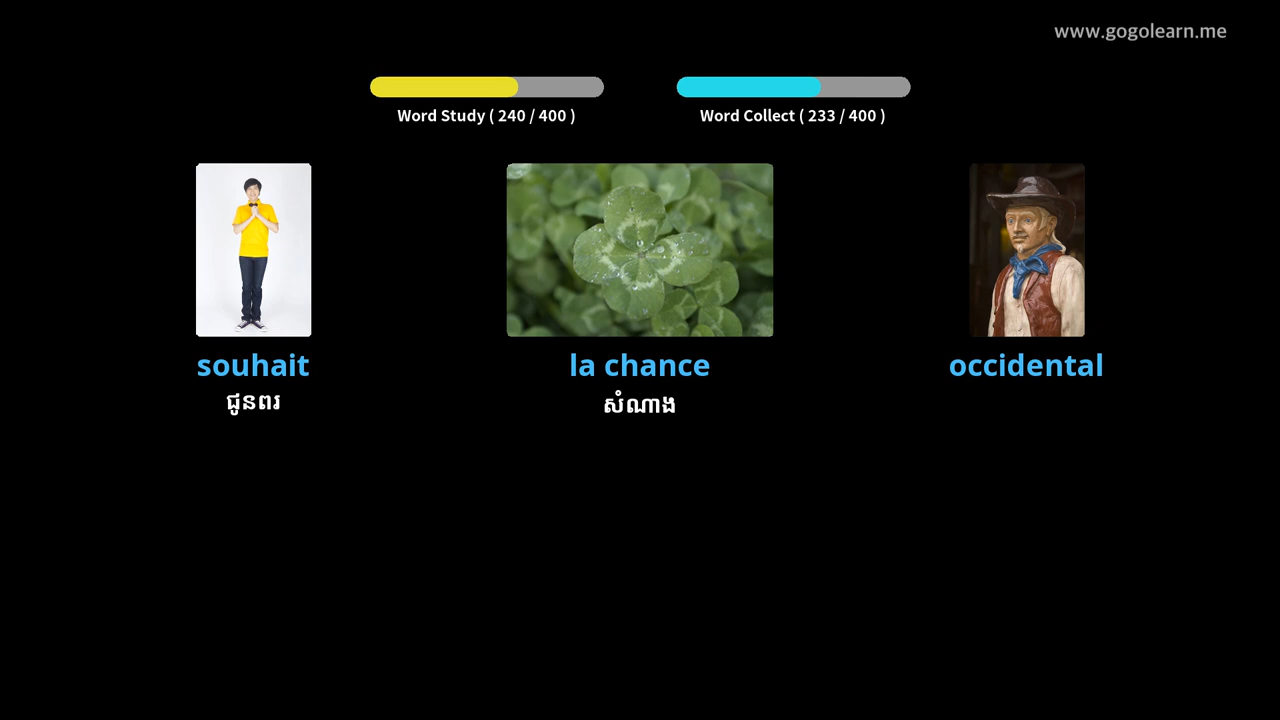 www.gogolearn.me
Word Study ( 240 / 400 )
Word Collect ( 233 / 400 )
souhait
ជូនពរ
la chance
សំណាង
occidental